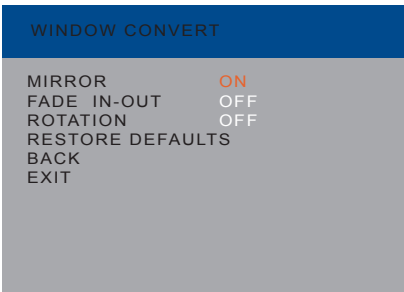 WINDOW CONVERT
MIRROR ON
FADE IN-OUT OFF
ROTATION OFF
RESTORE DEFAULTS
BACK
EXIT